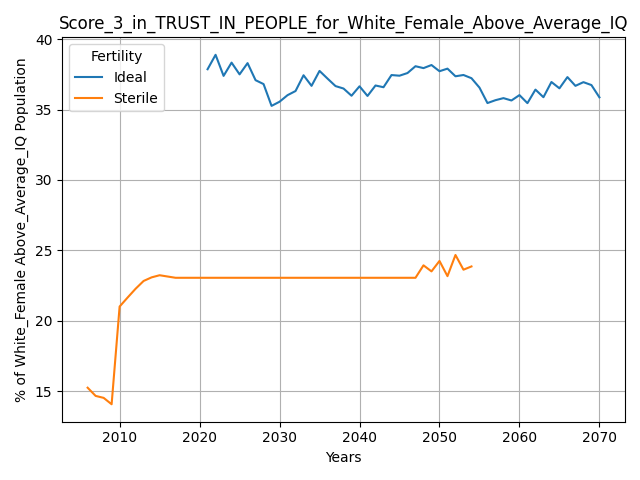 Score_3_in_TRUST_IN_PEOPLE_for_White_Female_Above_Average_IQ
Fertility
Ideal
Sterile
% of White_Female Above_Average_IQ Population
40
35
30
25
20
15
2010 2020 2030 2040 2050 2060 2070
Years